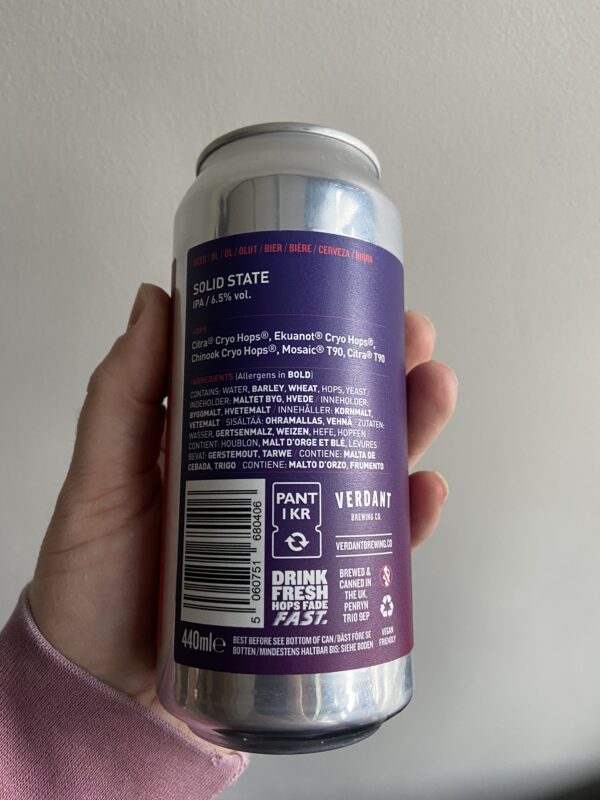 BEER / ØL / ÖL / OLUT / BIER / BIÈRE / CERVEZA / BIRRA
SOLID STATE
IPA / 6.5% vol.
HOPS
Citra® Cryo Hops®, Ekuanot® Cryo Hops®,
Chinook Cryo Hops®, Mosaic® T90, Citra® T90
INGREDIENTS (Allergens in BOLD)
CONTAINS: WATER, BARLEY, WHEAT, HOPS, YEAST
INDEHOLDER: MALTET BYG, HVEDE / INNEHOLDER:
BYGGMALT, HVETEMALT / INNEHÅLLER: KORNMALT,
VETEMALT / SISÄLTÄÄ: OHRAMALLAS, VEHNÄ / ZUTATEN:
WASSER, GERSTENMALZ, WEIZEN, HEFE, HOPFEN /
CONTIENT: HOUBLON, MALT D'ORGE ET BLÉ, LEVURES /
BEVAT: GERSTEMOUT, TARWE / CONTIENE: MALTA DE
CEBADA, TRIGO / CONTIENE: MALTO D'ORZO, FRUMENTO
5 060751 680406
PANT
1 KR
VERDANT
BREWING CO.
VERDANTBREWING.CO
DRINK
FRESH
HOPS FADE
FAST.
BREWED &
CANNED IN
THE UK.
PENRYN
TR10 9EP
VEGAN
FRIENDLY
440ml℮
BEST BEFORE SEE BOTTOM OF CAN/BÄST FÖRE SE
BOTTEN/MINDESTENS HALTBAR BIS: SIEHE BODEN